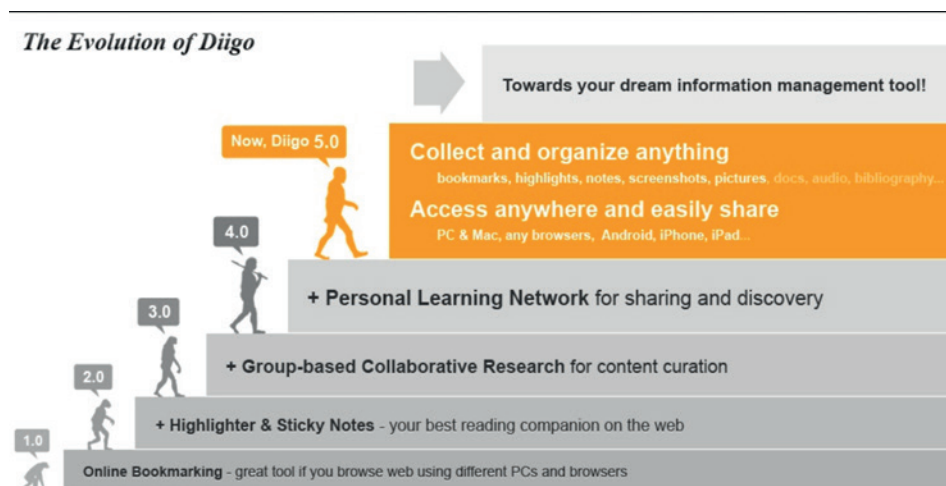 The Evolution of Diigo
Towards your dream information management tool!
Now, Diigo 5.0
Collect and organize anything
bookmarks, highlights, notes, screenshots, pictures, docs, audio, bibliography...
Access anywhere and easily share
PC & Mac, any browsers, Android, iPhone, iPad...
4.0
+ Personal Learning Network for sharing and discovery
3.0
+ Group-based Collaborative Research for content curation
2.0
+ Highlighter & Sticky Notes - your best reading companion on the web
1.0
Online Bookmarking - great tool if you browse web using different PCs and browsers